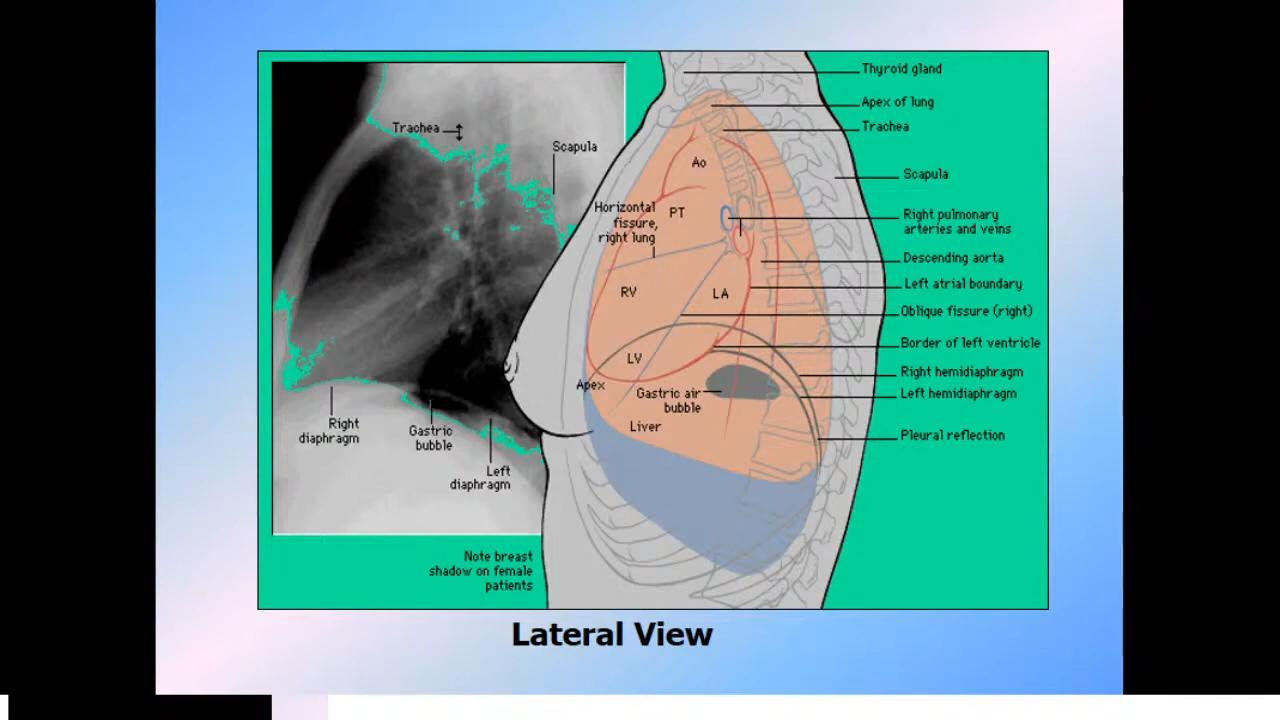 Trachea
Scapula
Right
diaphragm
Gastric
bubble
Left
diaphragm
Note breast
shadow on female
patients
Ao
PT
Horizontal
fissure,
right lung
RV
LA
LV
Apex
Gastric air
bubble
Liver
Thyroid gland
Apex of lung
Trachea
Scapula
Right pulmonary
arteries and veins
Descending aorta
Left atrial boundary
Oblique fissure (right)
Border of left ventricle
Right hemidiaphragm
Left hemidiaphragm
Pleural reflection
Lateral View